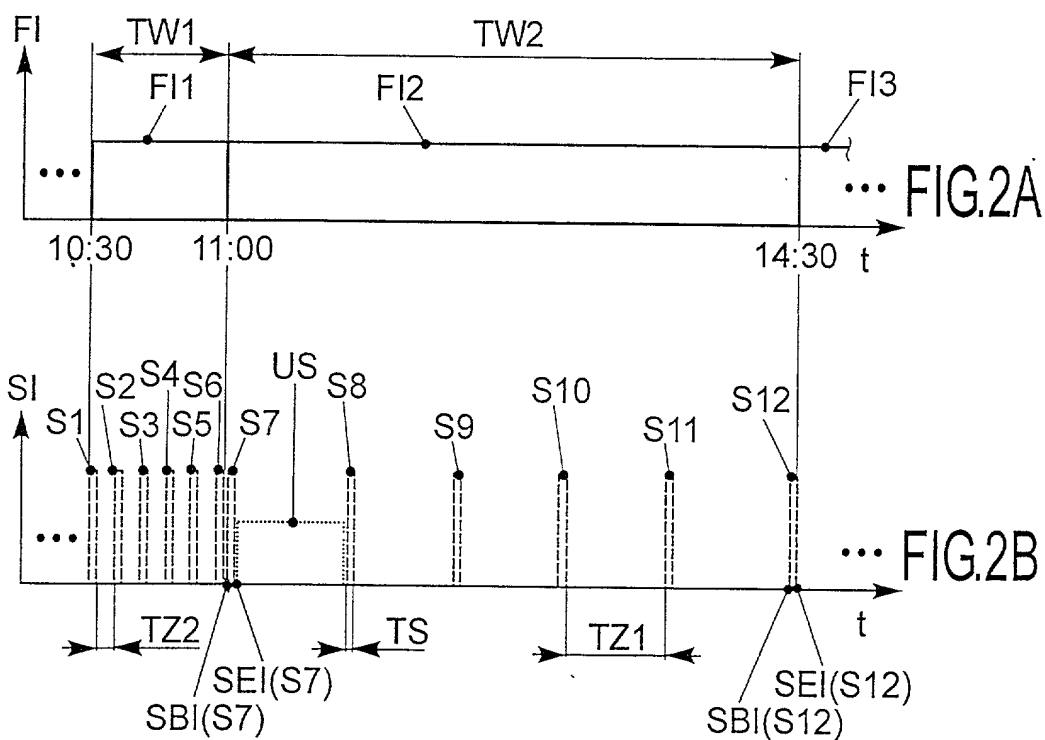 FI
TW1
TW2
FI1
FI2
FI3
... ... FIG.2A
10:30
11:00
14:30
t
SI
S1
S2
S3
S4
S5
S6
S7
US
S8
S9
S10
S11
S12
... ... FIG.2B
t
TZ2
TS
TZ1
SEI(S7)
SBI(S7)
SEI(S12)
SBI(S12)